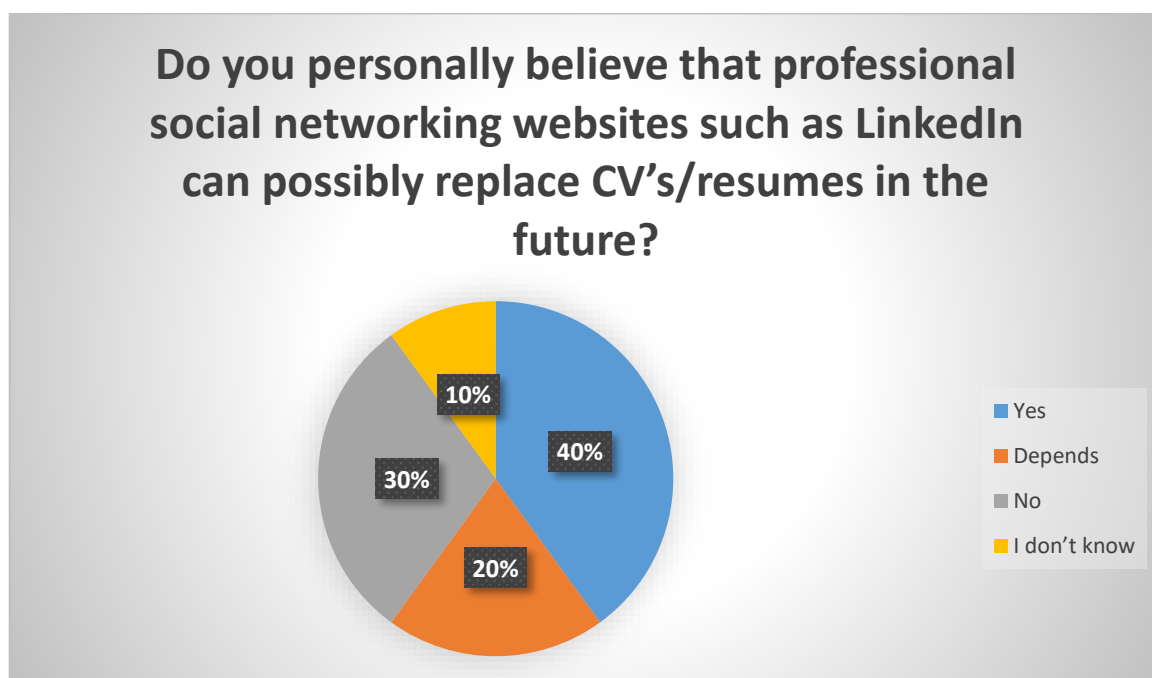 Do you personally believe that professional
social networking websites such as LinkedIn
can possibly replace CV’s/resumes in the
future?
10%
40%
30%
20%
Yes
Depends
No
I don’t know